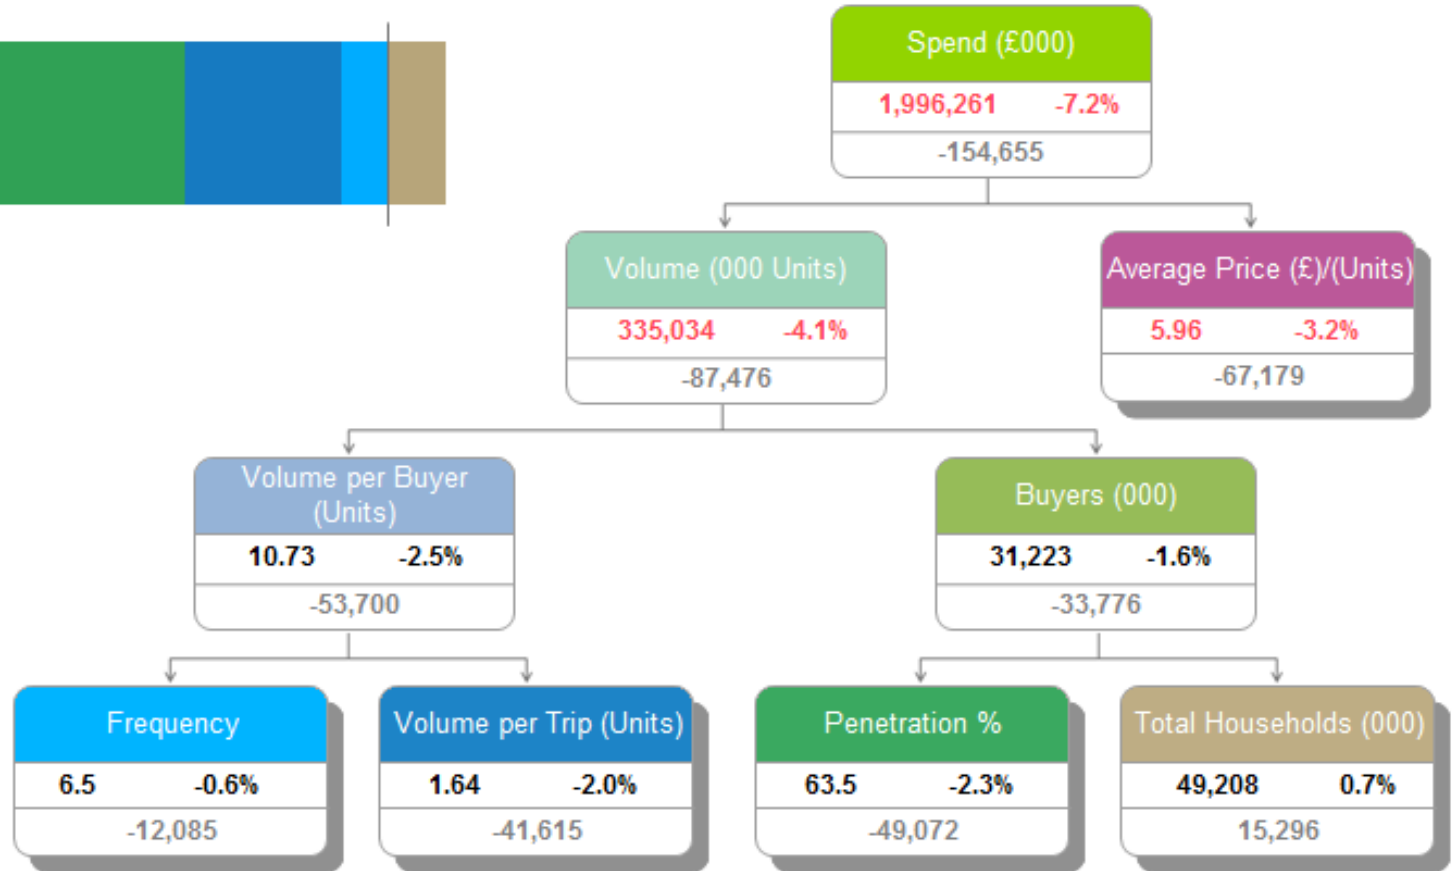 Spend (£000)
1,996,261 -7.2%
-154,655
Volume (000 Units)
335,034 -4.1%
-87,476
Average Price (£)/(Units)
5.96 -3.2%
-67,179
Volume per Buyer
(Units)
10.73 -2.5%
-53,700
Buyers (000)
31,223 -1.6%
-33,776
Frequency
6.5 -0.6%
-12,085
Volume per Trip (Units)
1.64 -2.0%
-41,615
Penetration %
63.5 -2.3%
-49,072
Total Households (000)
49,208 0.7%
15,296